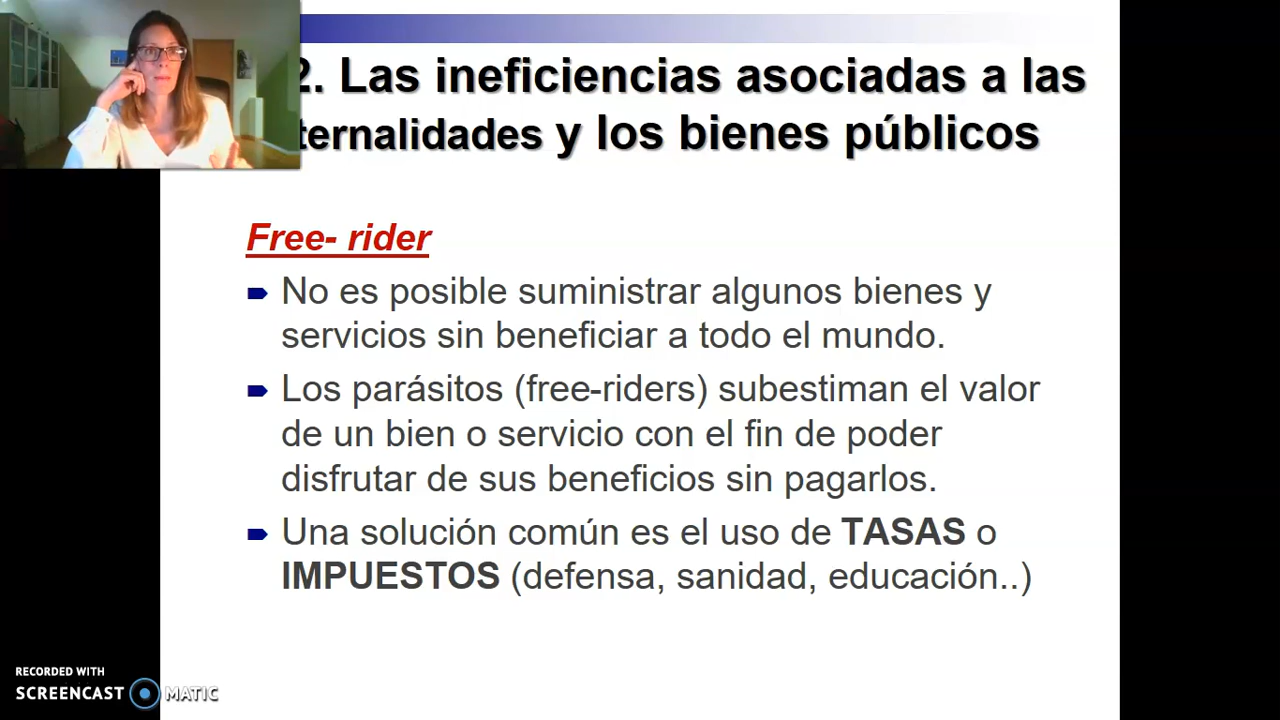 2. Las ineficiencias asociadas a las
ternalidades y los bienes públicos
Free- rider
No es posible suministrar algunos bienes y
servicios sin beneficiar a todo el mundo.
Los parásitos (free-riders) subestiman el valor
de un bien o servicio con el fin de poder
disfrutar de sus beneficios sin pagarlos.
Una solución común es el uso de TASAS o
IMPUESTOS (defensa, sanidad, educación..)
RECORDED WITH
SCREENCAST MATIC